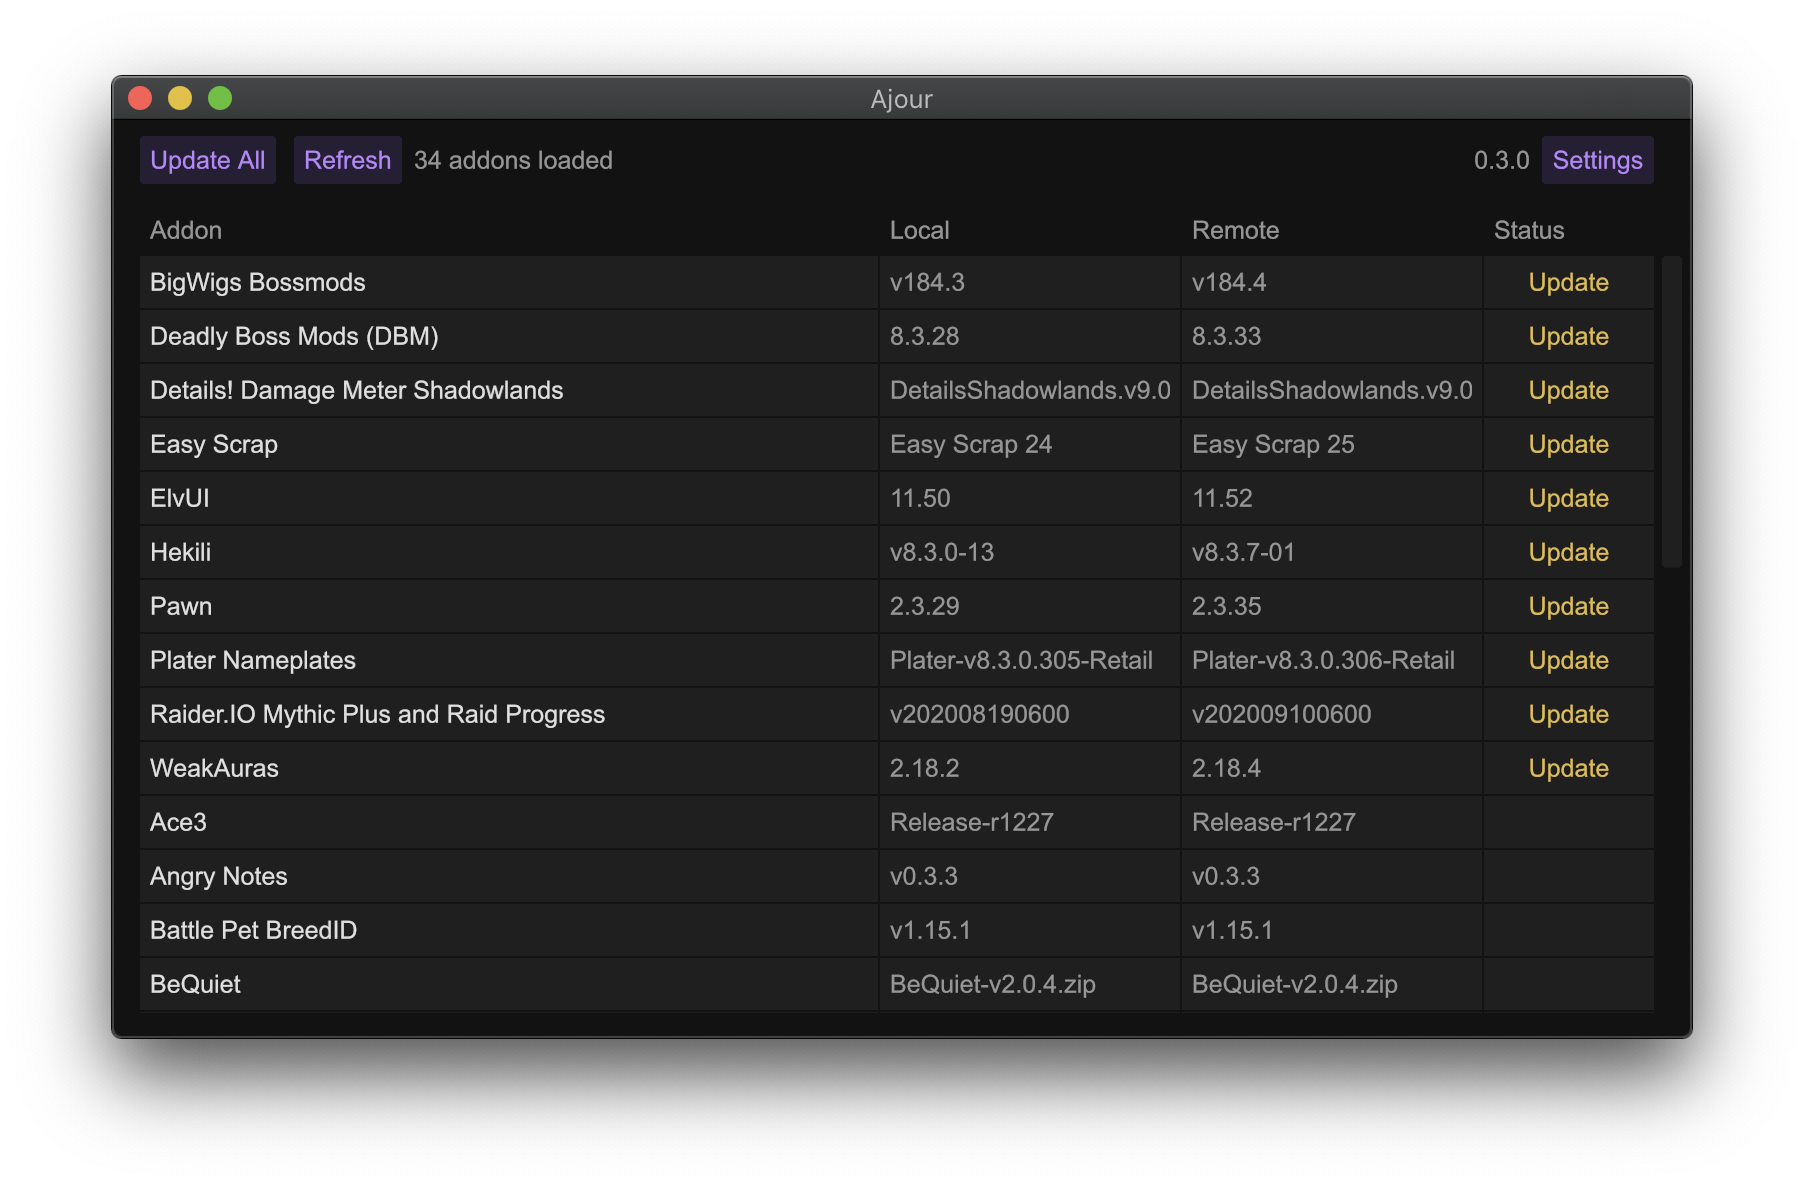 Ajour
Update All Refresh 34 addons loaded 0.3.0 Settings
Addon Local Remote Status
BigWigs Bossmods v184.3 v184.4 Update
Deadly Boss Mods (DBM) 8.3.28 8.3.33 Update
Details! Damage Meter Shadowlands DetailsShadowlands.v9.0 DetailsShadowlands.v9.0 Update
Easy Scrap Easy Scrap 24 Easy Scrap 25 Update
ElvUI 11.50 11.52 Update
Hekili v8.3.0-13 v8.3.7-01 Update
Pawn 2.3.29 2.3.35 Update
Plater Nameplates Plater-v8.3.0.305-Retail Plater-v8.3.0.306-Retail Update
Raider.IO Mythic Plus and Raid Progress v202008190600 v202009100600 Update
WeakAuras 2.18.2 2.18.4 Update
Ace3 Release-r1227 Release-r1227
Angry Notes v0.3.3 v0.3.3
Battle Pet BreedID v1.15.1 v1.15.1
BeQuiet BeQuiet-v2.0.4.zip BeQuiet-v2.0.4.zip